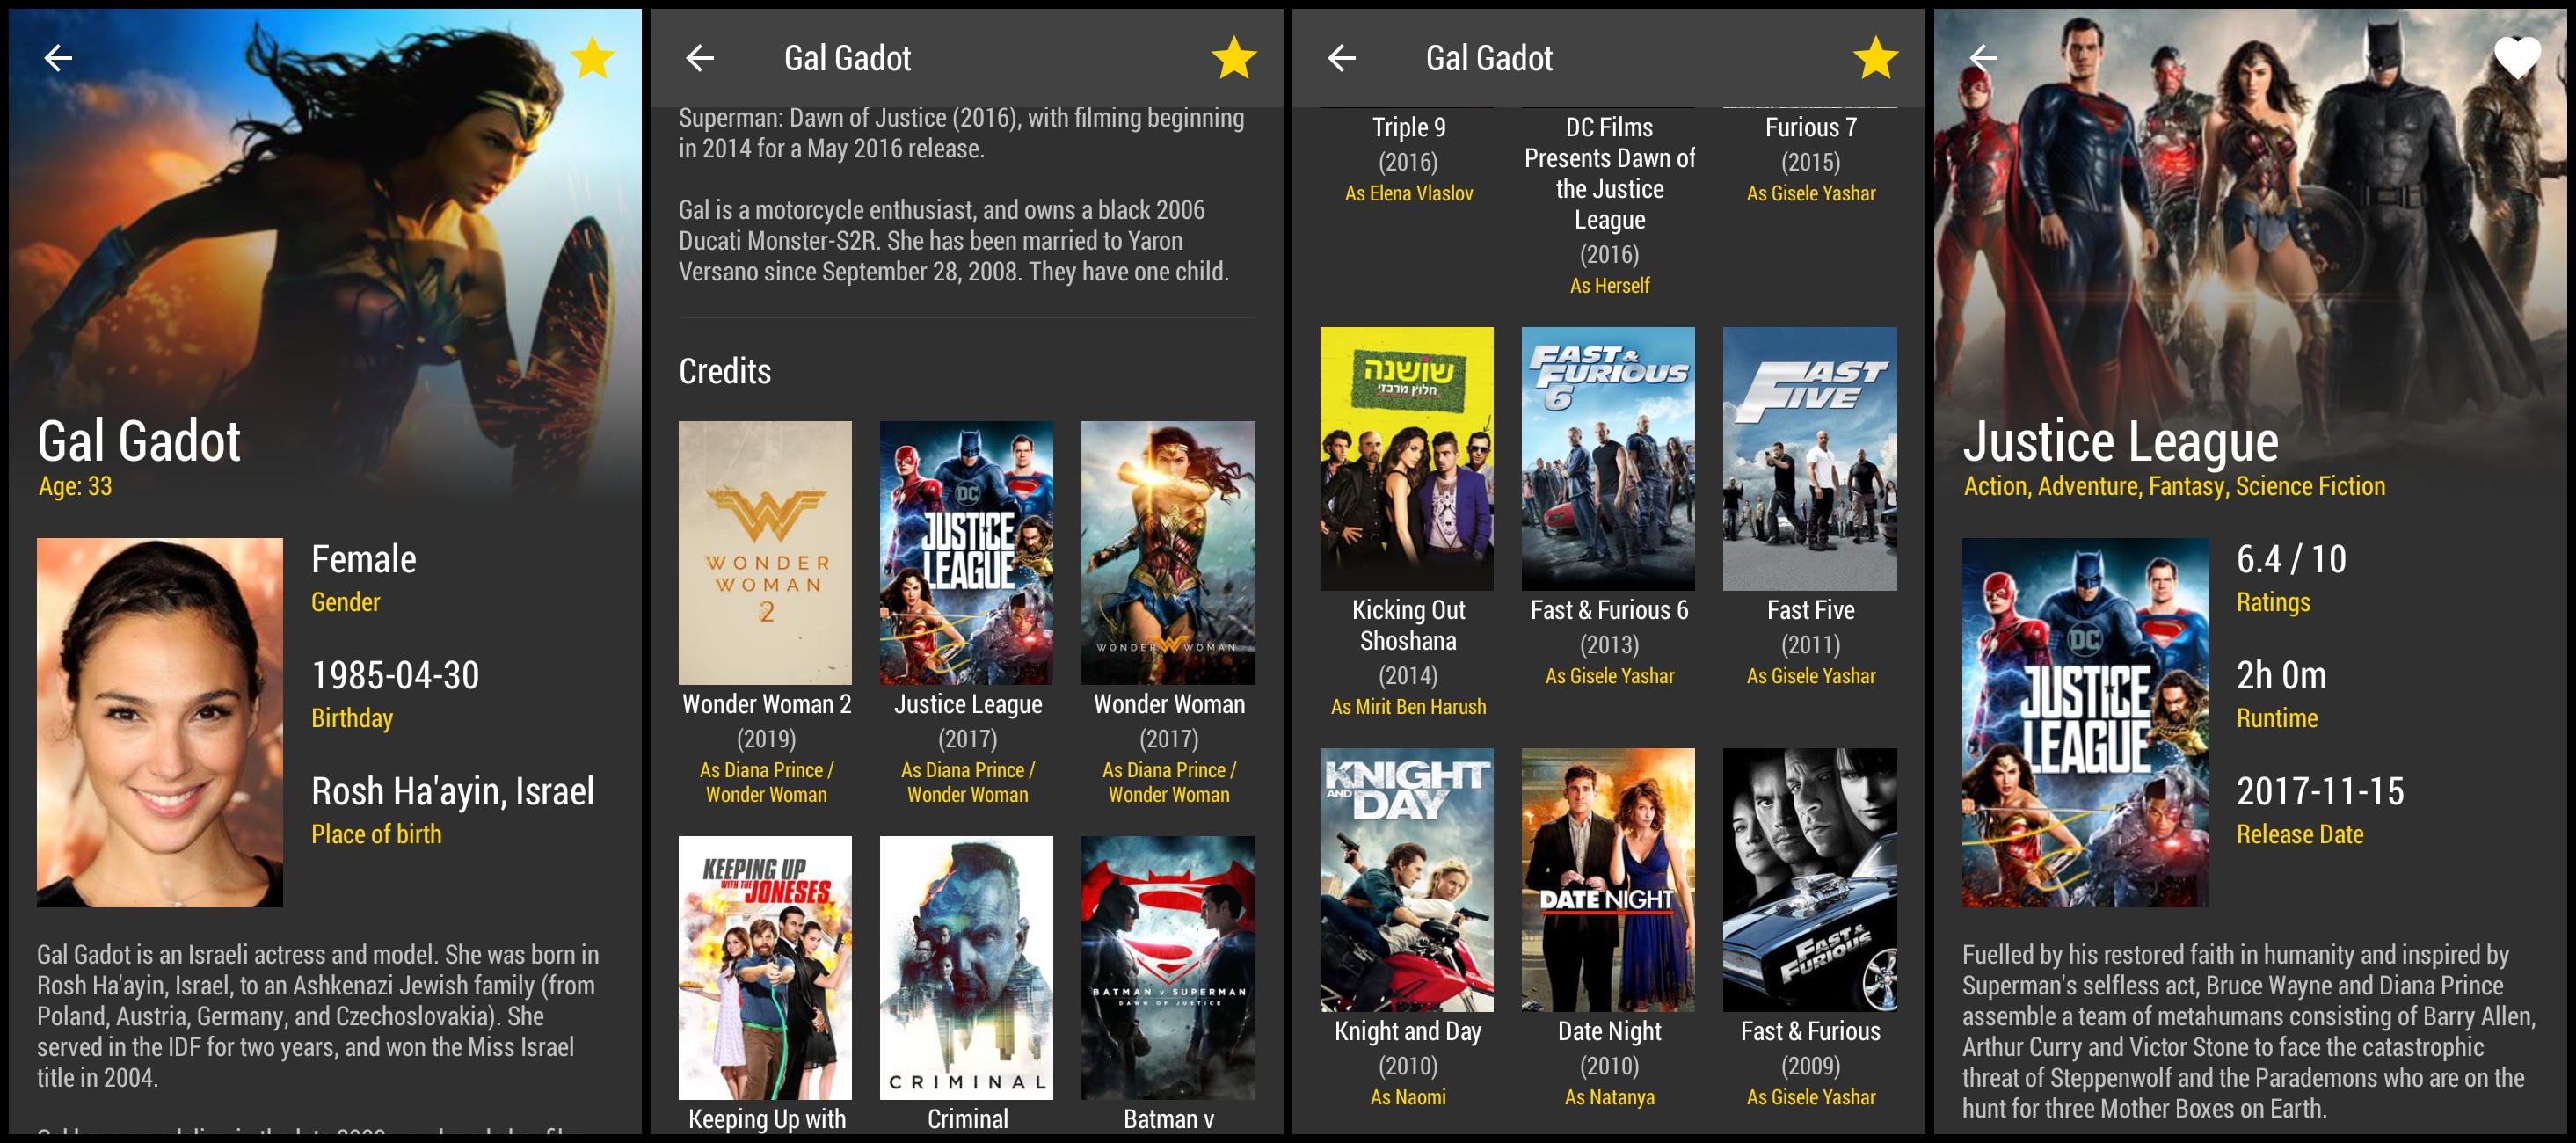 Gal Gadot
Age: 33
Female
Gender
1985-04-30
Birthday
Rosh Ha'ayin, Israel
Place of birth
Gal Gadot is an Israeli actress and model. She was born in
Rosh Ha'ayin, Israel, to an Ashkenazi Jewish family (from
Poland, Austria, Germany, and Czechoslovakia). She
served in the IDF for two years, and won the Miss Israel
title in 2004.
Gal Gadot
Superman: Dawn of Justice (2016), with filming beginning
in 2014 for a May 2016 release.
Gal is a motorcycle enthusiast, and owns a black 2006
Ducati Monster-S2R. She has been married to Yaron
Versano since September 28, 2008. They have one child.
Credits
WONDER
WOMAN
2
DC
JUSTICE
LEAGUE
WONDER WOMAN
Wonder Woman 2
(2019)
As Diana Prince /
Wonder Woman
Justice League
(2017)
As Diana Prince /
Wonder Woman
Wonder Woman
(2017)
As Diana Prince /
Wonder Woman
KEEPING UP
WITH THE JONESES
CRIMINAL
BATMAN V SUPERMAN
DAWN OF JUSTICE
Keeping Up with
Criminal
Batman v
Gal Gadot
Triple 9
(2016)
As Elena Vlaslov
DC Films
Presents Dawn of
the Justice
League
(2016)
As Herself
Furious 7
(2015)
As Gisele Yashar
שושנה
חלוץ מרכזי
FAST &
FURIOUS
6
FAST
FIVE
Kicking Out
Shoshana
(2014)
As Mirit Ben Harush
Fast & Furious 6
(2013)
As Gisele Yashar
Fast Five
(2011)
As Gisele Yashar
KNIGHT
AND DAY
DATE NIGHT
FAST &
FURIOUS
Knight and Day
(2010)
As Naomi
Date Night
(2010)
As Natanya
Fast & Furious
(2009)
As Gisele Yashar
Justice League
Action, Adventure, Fantasy, Science Fiction
DC
JUSTICE
LEAGUE
6.4 / 10
Ratings
2h 0m
Runtime
2017-11-15
Release Date
Fuelled by his restored faith in humanity and inspired by
Superman's selfless act, Bruce Wayne and Diana Prince
assemble a team of metahumans consisting of Barry Allen,
Arthur Curry and Victor Stone to face the catastrophic
threat of Steppenwolf and the Parademons who are on the
hunt for three Mother Boxes on Earth.